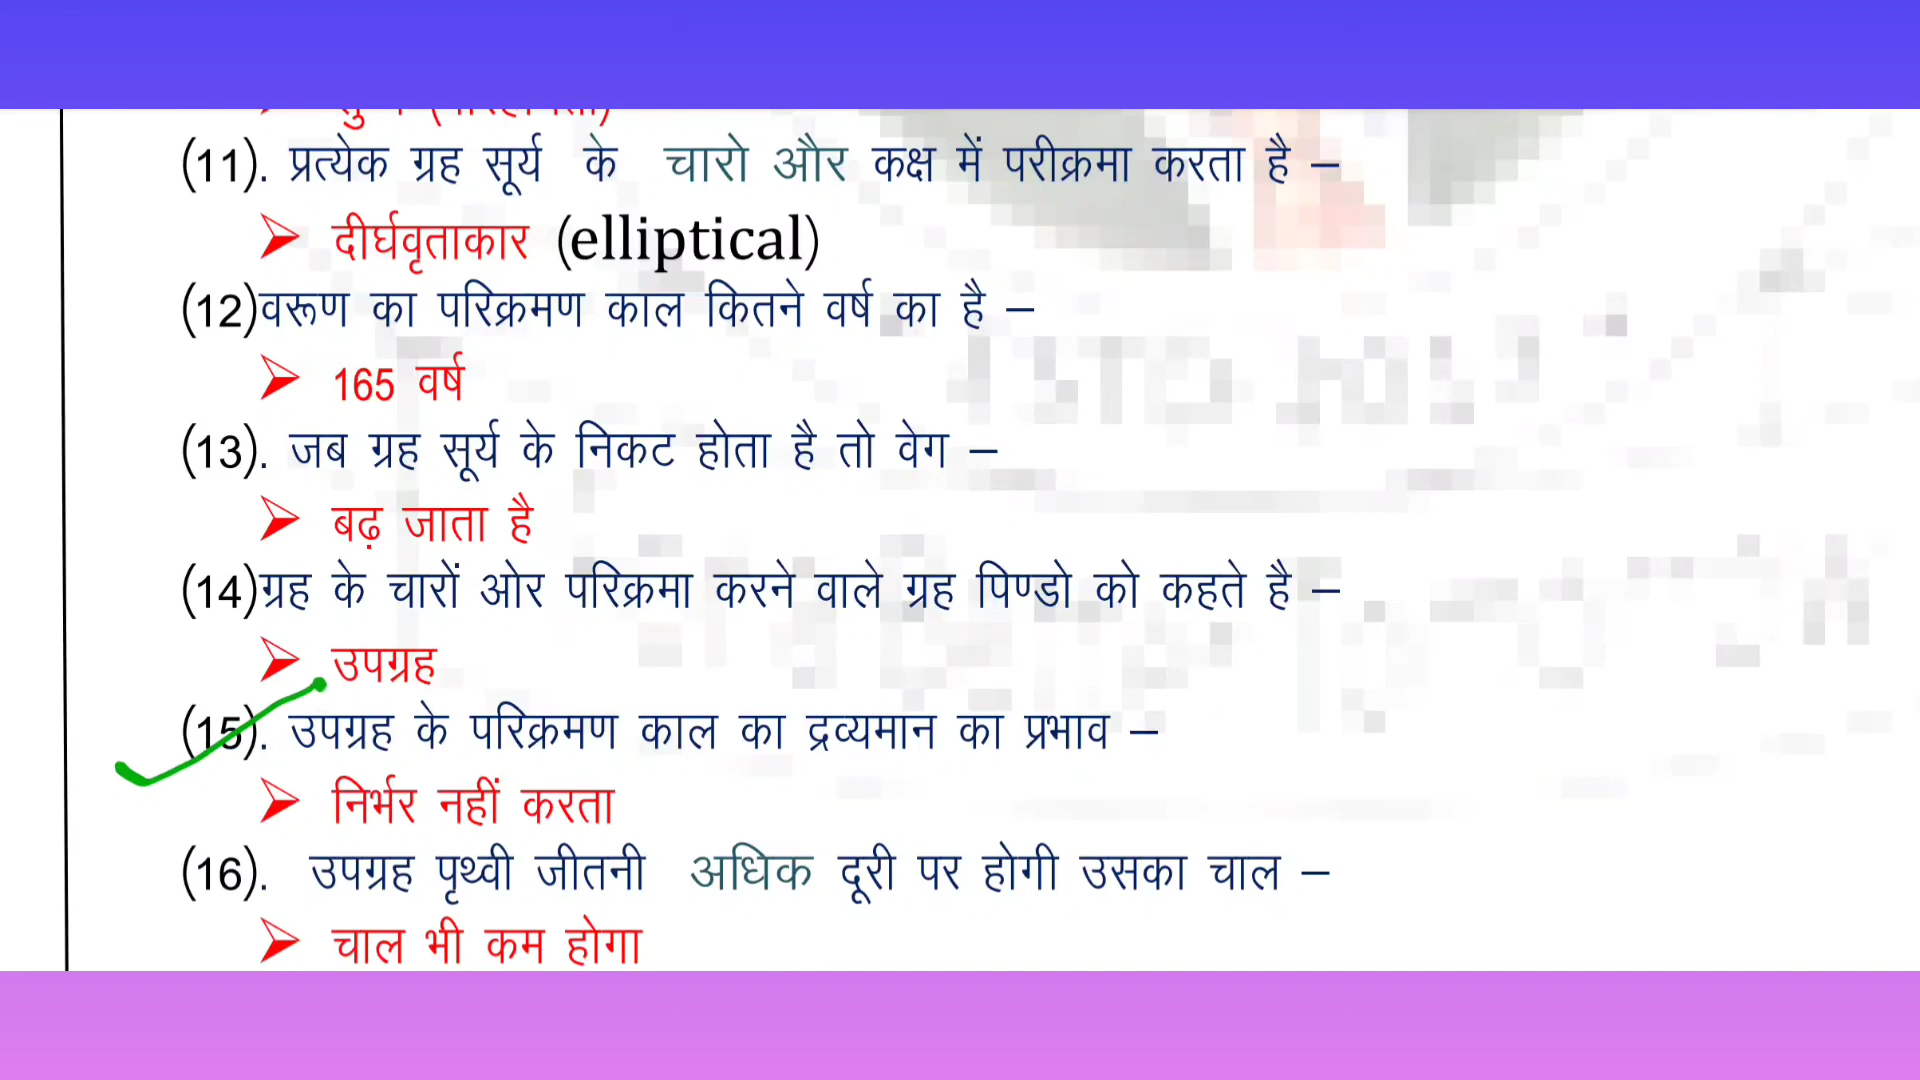 (11). प्रत्येक ग्रह सूर्य के चारो और कक्ष में परीक्रमा करता है –
➢ दीर्घवृताकार (elliptical)
(12)वरूण का परिक्रमण काल कितने वर्ष का है –
➢ 165 वर्ष
(13). जब ग्रह सूर्य के निकट होता है तो वेग –
➢ बढ़ जाता है
(14)ग्रह के चारों ओर परिक्रमा करने वाले ग्रह पिण्डो को कहते है –
➢ उपग्रह
(15). उपग्रह के परिक्रमण काल का द्रव्यमान का प्रभाव –
➢ निर्भर नहीं करता
(16). उपग्रह पृथ्वी जीतनी अधिक दूरी पर होगी उसका चाल –
➢ चाल भी कम होगा